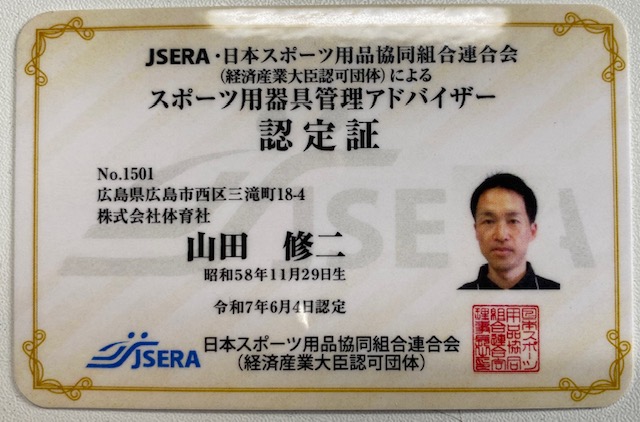 JSERA・日本スポーツ用品協同組合連合会
（経済産業大臣認可団体）による
スポーツ用器具管理アドバイザー
認定証
No.1501
広島県広島市西区三滝町18-4
株式会社体育社
山田　修二
昭和58年11月29日生
令和7年6月4日認定
JSERA 日本スポーツ用品協同組合連合会
（経済産業大臣認可団体）
JSERA